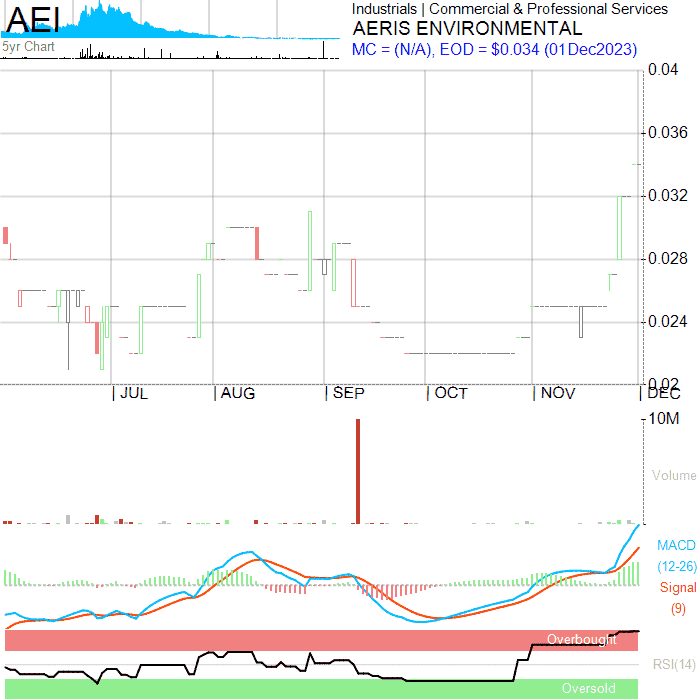 AEI
5yr Chart
Industrials | Commercial & Professional Services
AERIS ENVIRONMENTAL
MC = (N/A), EOD = $0.034 (01Dec2023)
0.04
0.036
0.032
0.028
0.024
0.02
| JUL | AUG | SEP | OCT | NOV | DEC
10M
Volume
MACD
(12-26)
Signal
(9)
Overbought
RSI(14)
Oversold